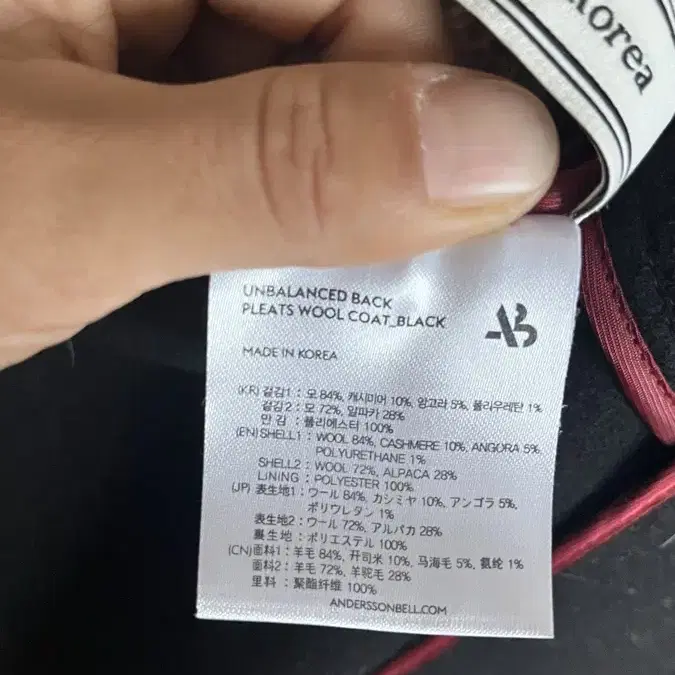 Korea
UNBALANCED BACK
PLEATS WOOL COAT_BLACK
AB
MADE IN KOREA
(KR) 겉감1 : 모 84%, 캐시미어 10%, 앙고라 5%, 폴리우레탄 1%
겉감2 : 모 72%, 알파카 28%
안 감 : 폴리에스터 100%
(EN) SHELL1 : WOOL 84%, CASHMERE 10%, ANGORA 5%,
POLYURETHANE 1%
SHELL2 : WOOL 72%, ALPACA 28%
LINING : POLYESTER 100%
(JP) 表生地1 : ウール 84%, カシミヤ 10%, アンゴラ 5%,
ポリウレタン 1%
表生地2 : ウール 72%, アルパカ 28%
裏生地 : ポリエステル 100%
(CN) 面料1 : 羊毛 84%, 开司米 10%, 马海毛 5%, 氨纶 1%
面料2 : 羊毛 72%, 羊驼毛 28%
里料 : 聚酯纤维 100%
ANDERSSONBELL.COM